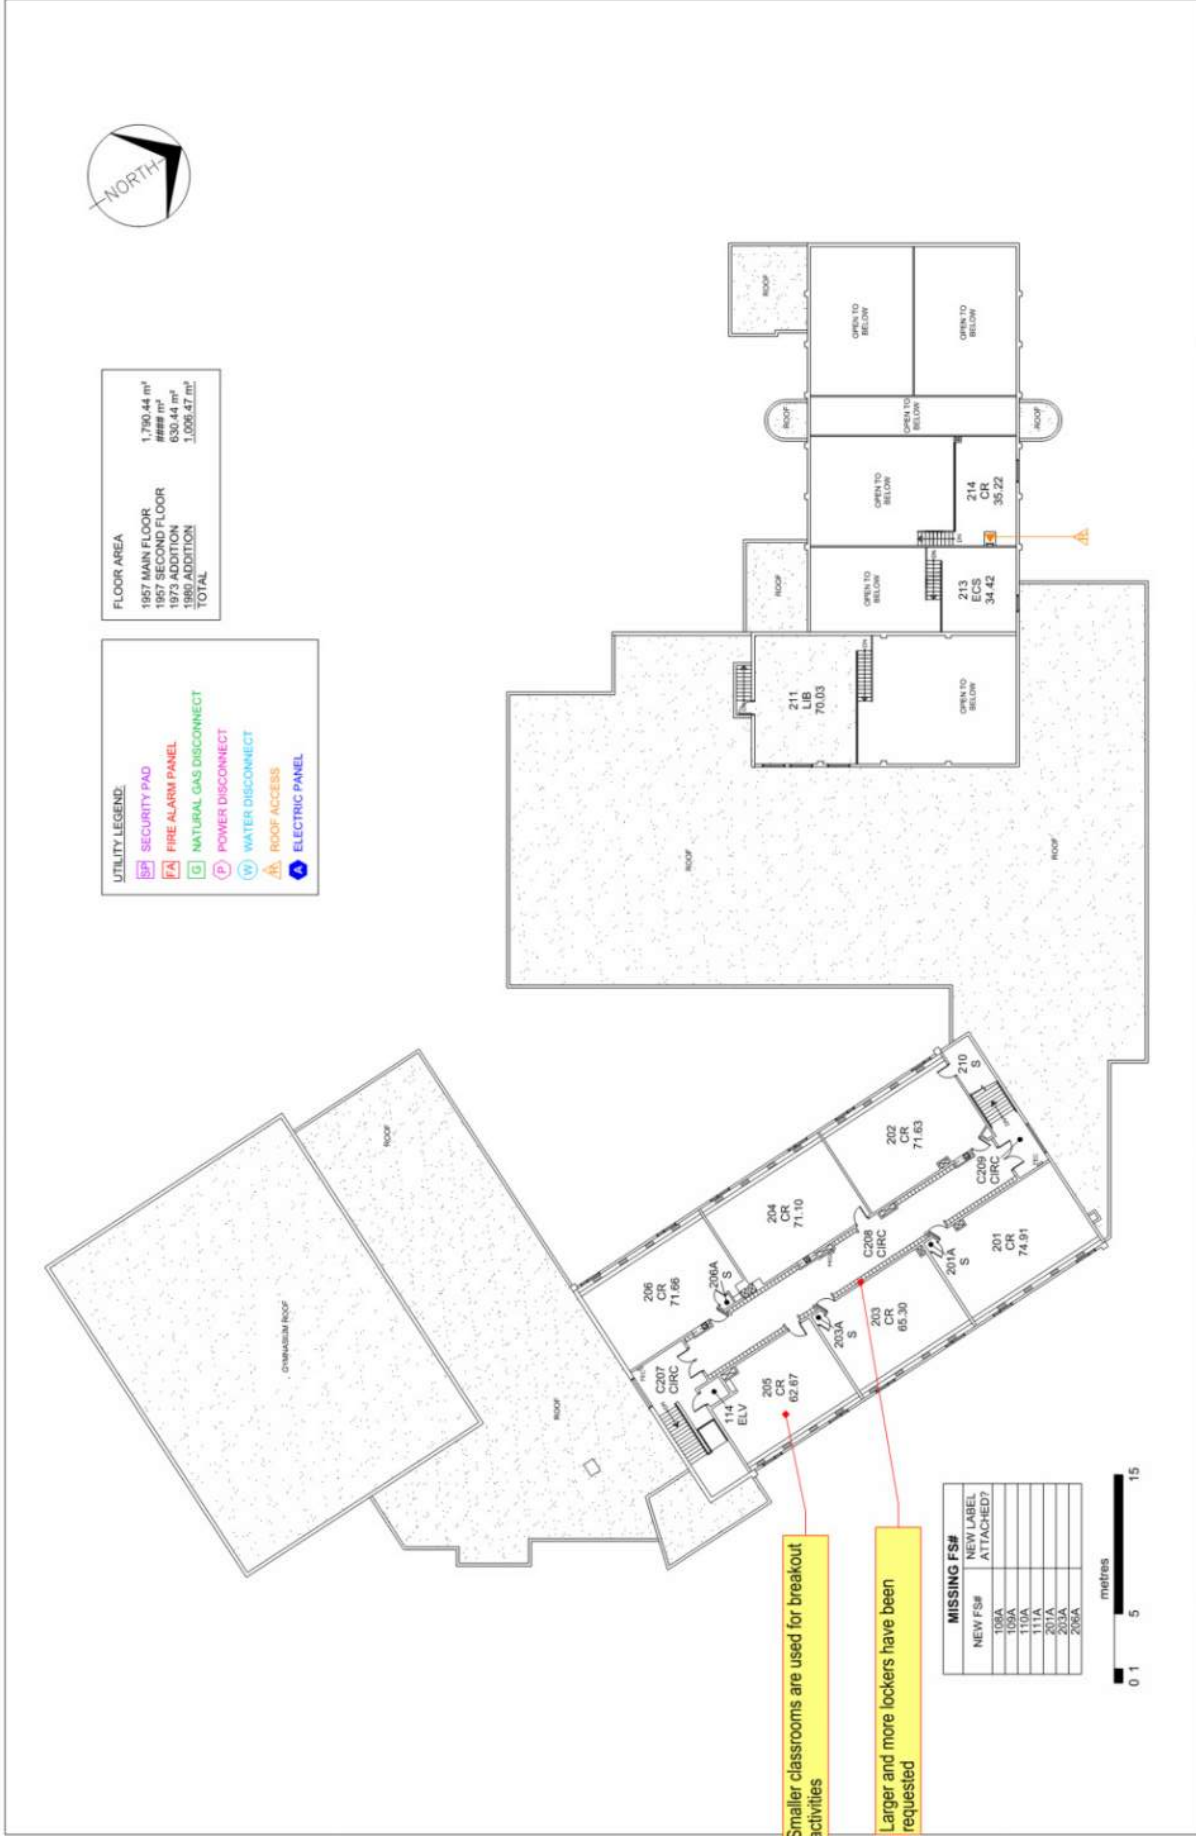 NORTH
FLOOR AREA
1957 MAIN FLOOR 1,790.44 m²
1957 SECOND FLOOR #### m²
1973 ADDITION 630.44 m²
1980 ADDITION 1,006.47 m²
TOTAL
UTILITY LEGEND:
SP SECURITY PAD
FA FIRE ALARM PANEL
G NATURAL GAS DISCONNECT
P POWER DISCONNECT
W WATER DISCONNECT
ROOF ACCESS
A ELECTRIC PANEL
GYMNASIUM ROOF
ROOF
ROOF
206
CR
71.66
206A
S
204
CR
71.10
202
CR
71.63
210
S
C207
CIRC
C208
CIRC
C209
CIRC
114
ELV
205
CR
62.67
203A
S
203
CR
65.30
201A
S
201
CR
74.91
ROOF
ROOF
211
LIB
70.03
DN
OPEN TO
BELOW
ROOF
OPEN TO
BELOW
DN
213
ECS
34.42
OPEN TO
BELOW
DN
214
CR
35.22
ROOF
OPEN TO
BELOW
ROOF
ROOF
OPEN TO
BELOW
OPEN TO
BELOW
Smaller classrooms are used for breakout
activities
Larger and more lockers have been
requested
MISSING FS#
NEW FS# NEW LABEL
ATTACHED?
108A
109A
110A
111A
201A
203A
206A
metres
0 1 5 15